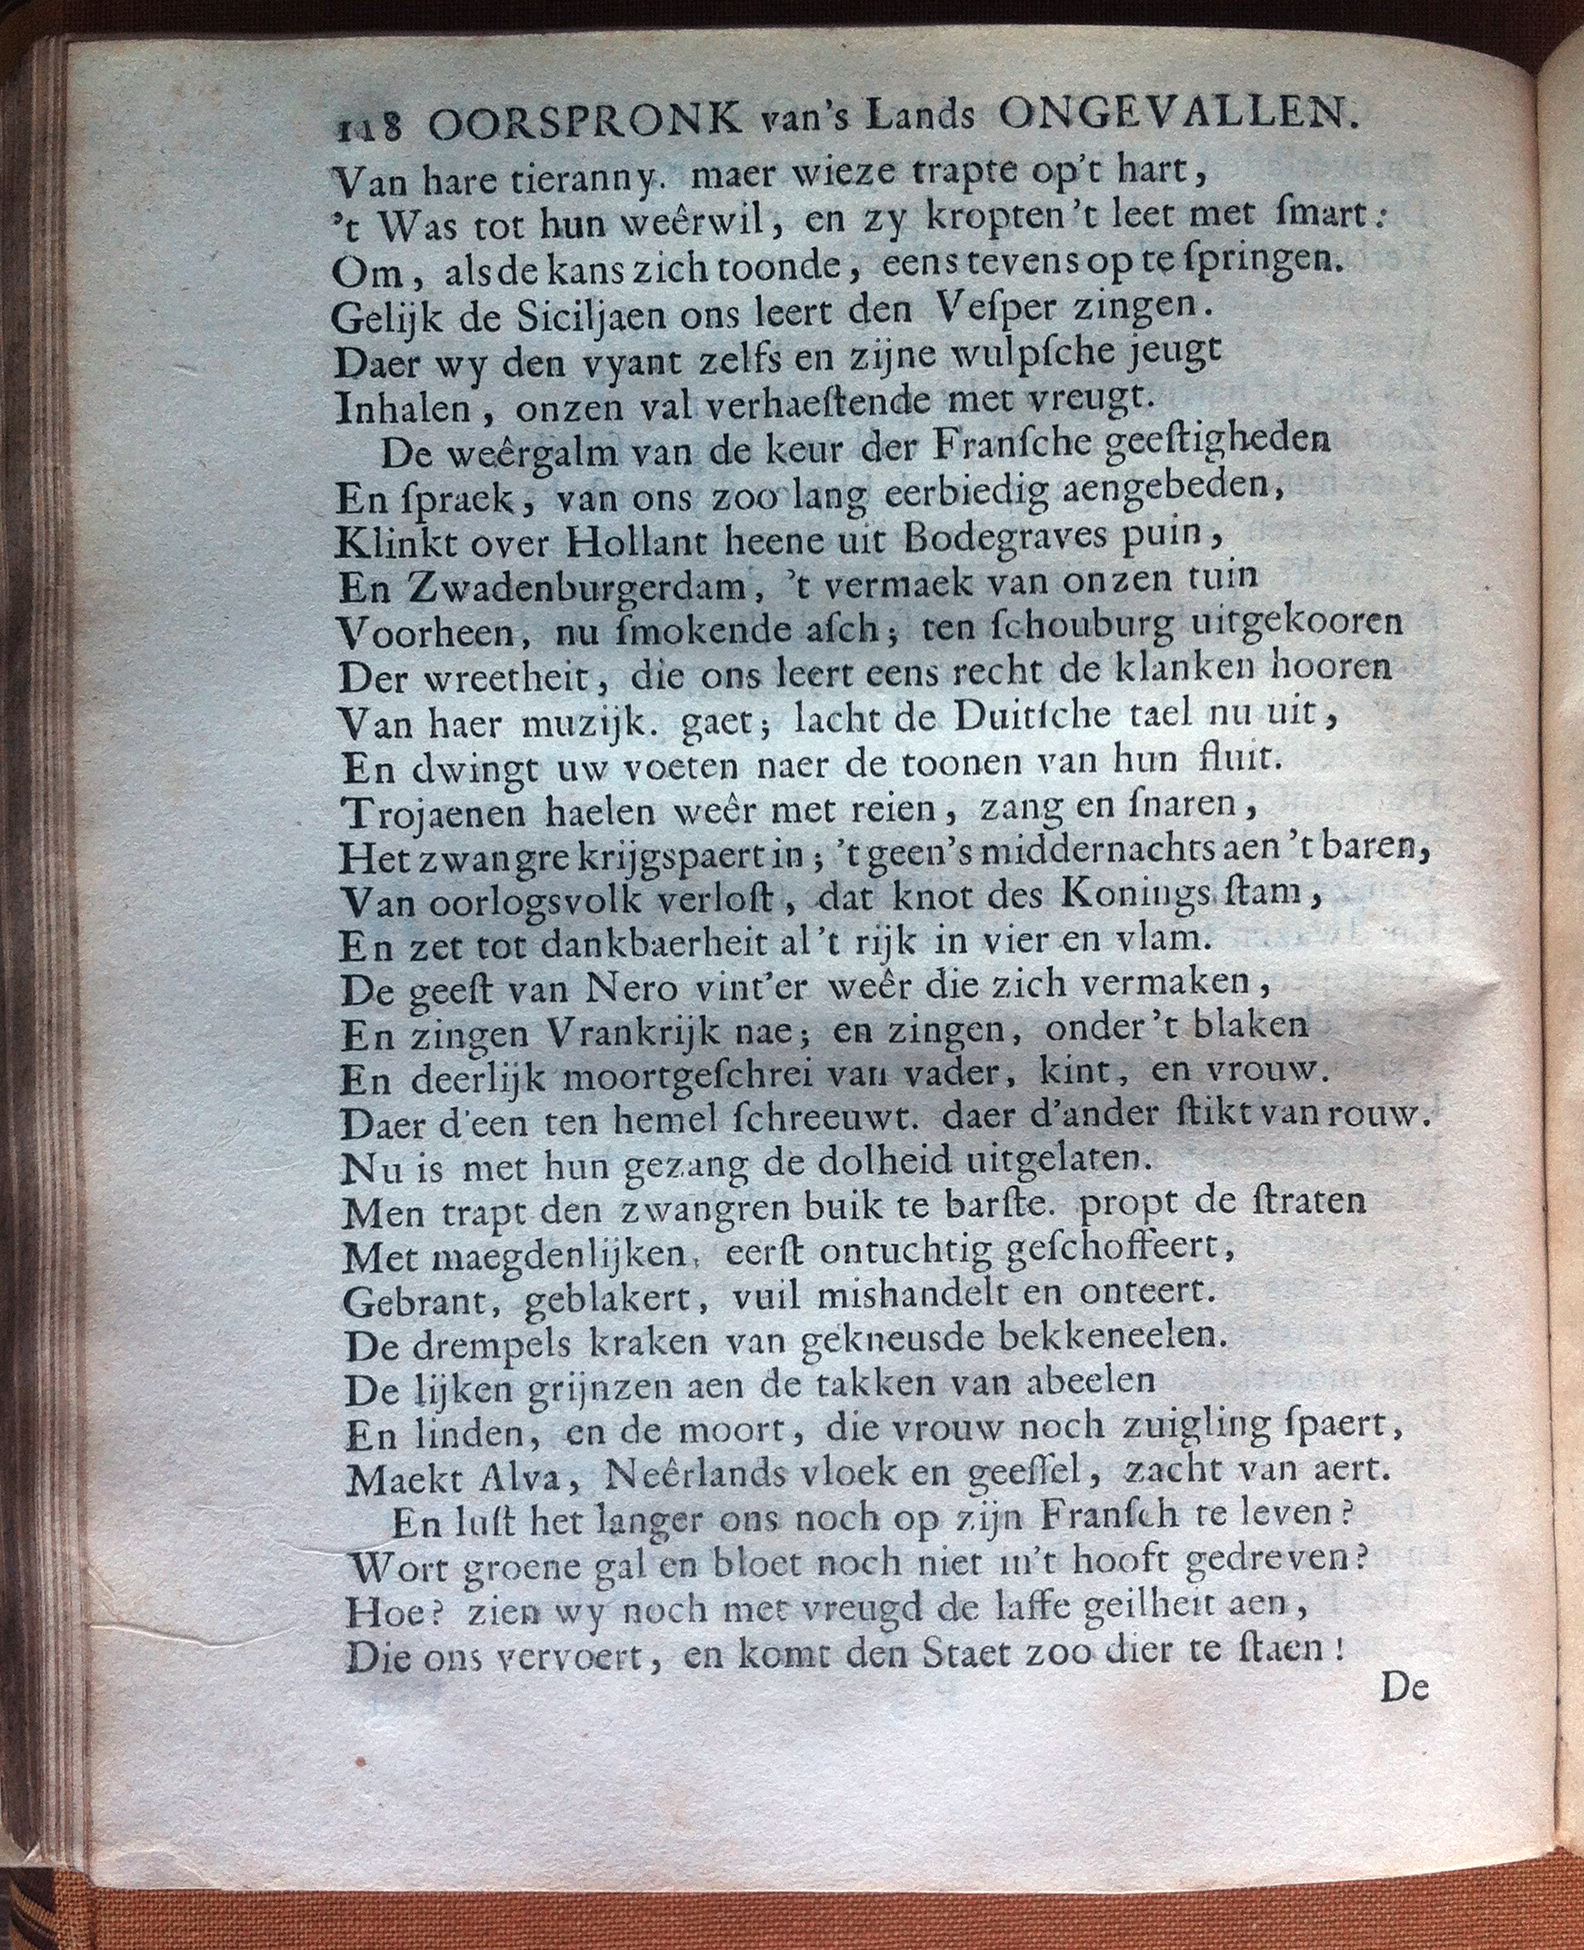 118 OORSPRONK van's Lands ONGEVALLEN.
Van hare tieranny. maer wieze trapte op't hart,
't Was tot hun weêrwil, en zy kropten 't leet met ſmart:
Om, als de kans zich toonde, eens tevens op te ſpringen.
Gelijk de Siciljaen ons leert den Veſper zingen.
Daer wy den vyant zelfs en zijne wulpſche jeugt
Inhalen, onzen val verhaeſtende met vreugt.
De weêrgalm van de keur der Franſche geeſtigheden
En ſpraek, van ons zoo lang eerbiedig aengebeden,
Klinkt over Hollant heene uit Bodegraves puin,
En Zwadenburgerdam, 't vermaek van onzen tuin
Voorheen, nu ſmokende aſch; ten ſchouburg uitgekooren
Der wreetheit, die ons leert eens recht de klanken hooren
Van haer muzijk. gaet; lacht de Duitſche tael nu uit,
En dwingt uw voeten naer de toonen van hun fluit.
Trojaenen haelen weêr met reien, zang en ſnaren,
Het zwangre krijgspaert in; 't geen 's middernachts aen 't baren,
Van oorlogsvolk verloſt, dat knot des Konings ſtam,
En zet tot dankbaerheit al 't rijk in vier en vlam.
De geeſt van Nero vint'er weêr die zich vermaken,
En zingen Vrankrijk nae; en zingen, onder 't blaken
En deerlijk moortgeſchrei van vader, kint, en vrouw.
Daer d'een ten hemel ſchreeuwt. daer d'ander ſtikt van rouw.
Nu is met hun gezang de dolheid uitgelaten.
Men trapt den zwangren buik te barſte. propt de ſtraten
Met maegdenlijken, eerſt ontuchtig geſchoffeert,
Gebrant, geblakert, vuil mishandelt en onteert.
De drempels kraken van gekneusde bekkeneelen.
De lijken grijnzen aen de takken van abeelen
En linden, en de moort, die vrouw noch zuigling ſpaert,
Maekt Alva, Neêrlands vloek en geeſſel, zacht van aert.
En luſt het langer ons noch op zijn Franſch te leven?
Wort groene gal en bloet noch niet in't hooft gedreven?
Hoe? zien wy noch met vreugd de laffe geilheit aen,
Die ons vervoert, en komt den Staet zoo dier te ſtaen!
De